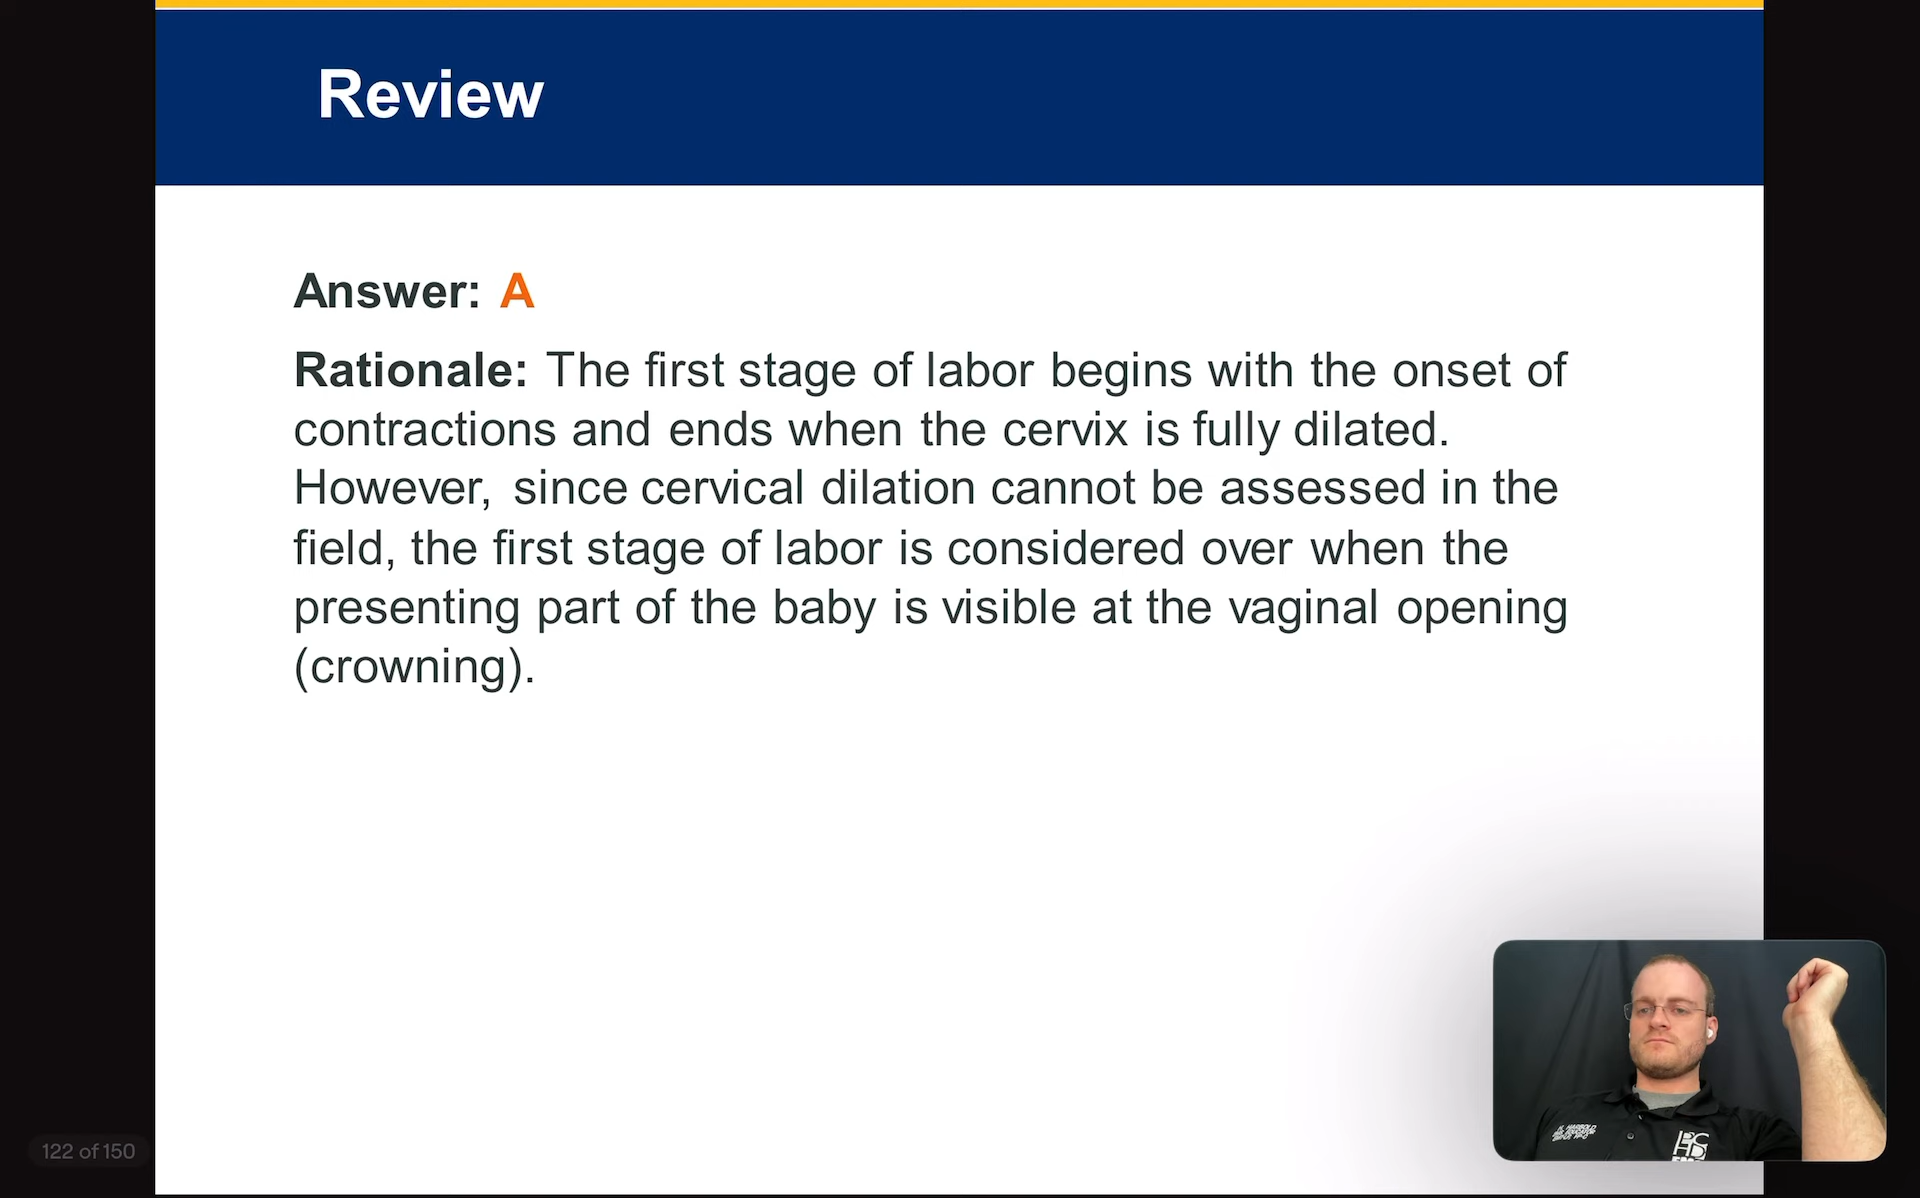 Review
Answer: A
Rationale: The first stage of labor begins with the onset of
contractions and ends when the cervix is fully dilated.
However, since cervical dilation cannot be assessed in the
field, the first stage of labor is considered over when the
presenting part of the baby is visible at the vaginal opening
(crowning).
122 of 150